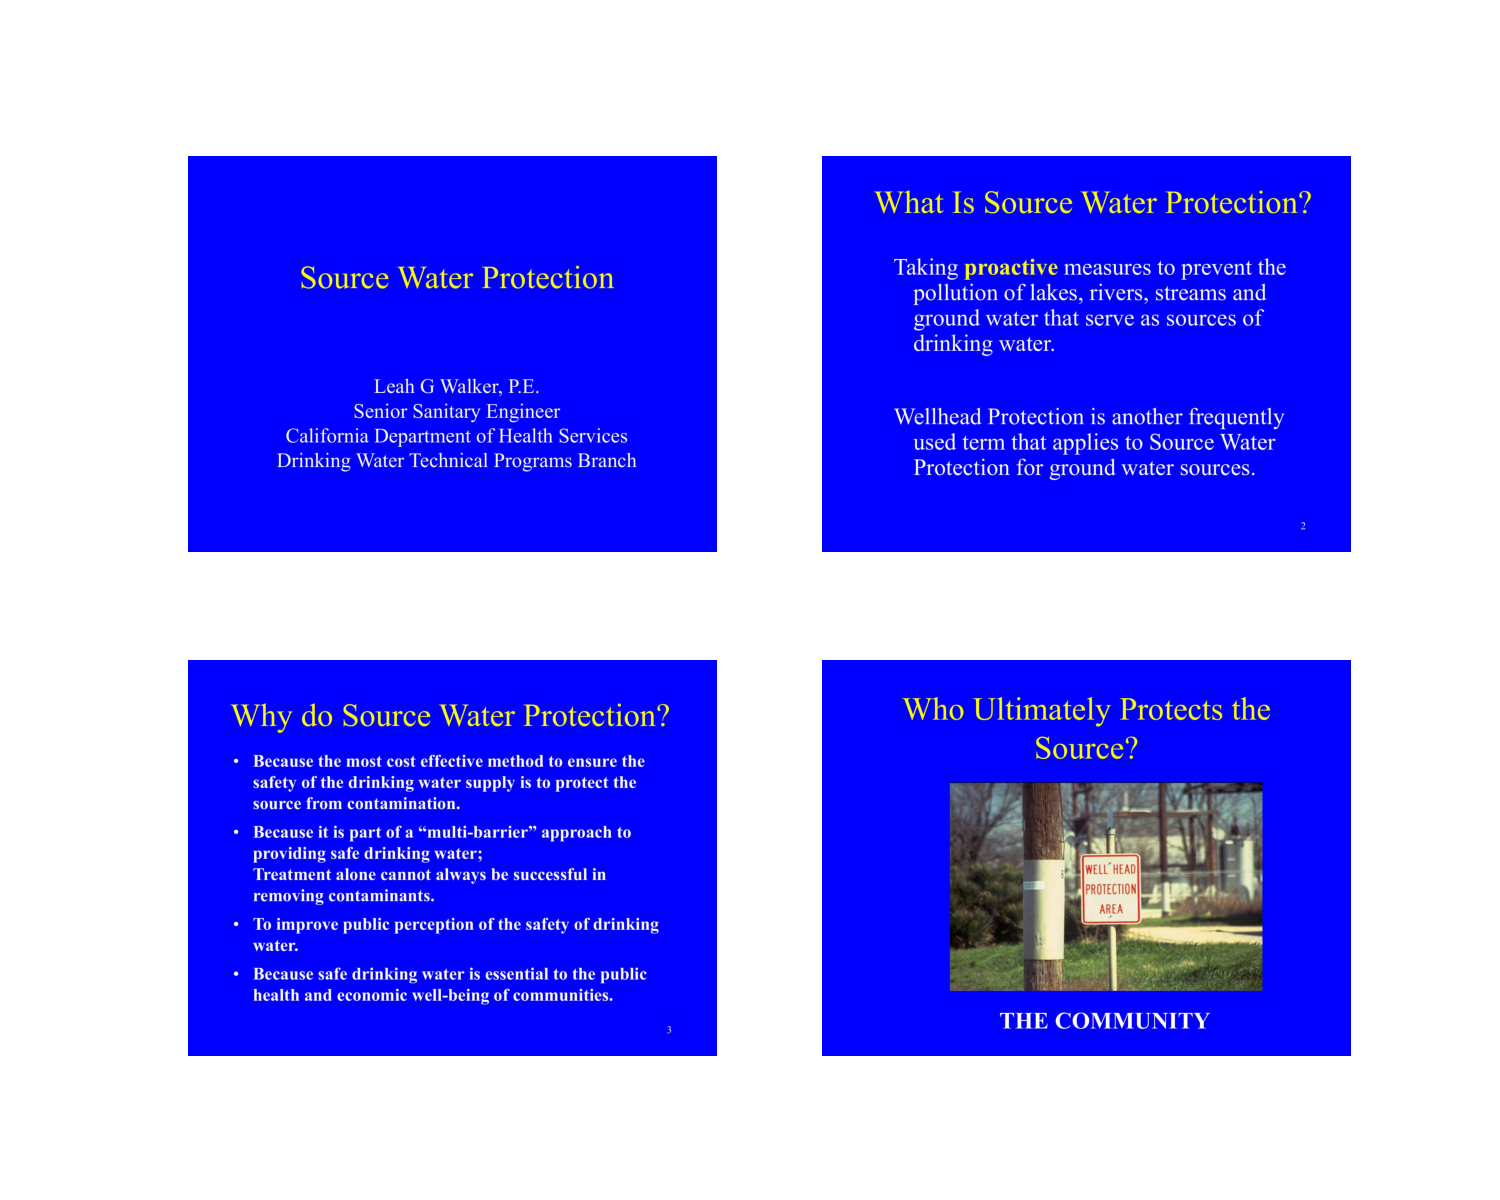 Source Water Protection
Leah G Walker, P.E.
Senior Sanitary Engineer
California Department of Health Services
Drinking Water Technical Programs Branch
What Is Source Water Protection?
Taking proactive measures to prevent the
pollution of lakes, rivers, streams and
ground water that serve as sources of
drinking water.
Wellhead Protection is another frequently
used term that applies to Source Water
Protection for ground water sources.
2
Why do Source Water Protection?
• Because the most cost effective method to ensure the
safety of the drinking water supply is to protect the
source from contamination.
• Because it is part of a “multi-barrier” approach to
providing safe drinking water;
Treatment alone cannot always be successful in
removing contaminants.
• To improve public perception of the safety of drinking
water.
• Because safe drinking water is essential to the public
health and economic well-being of communities.
3
Who Ultimately Protects the
Source?
WELL HEAD
PROTECTION
AREA
THE COMMUNITY